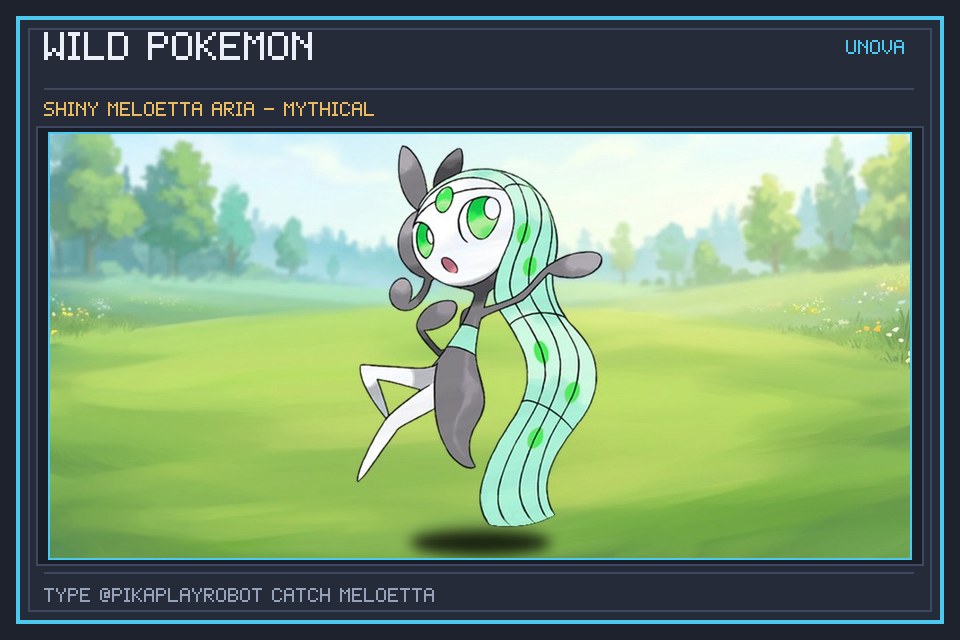 WILD POKEMON
UNOVA
SHINY MELOETTA ARIA - MYTHICAL
TYPE @PIKAPLAYROBOT CATCH MELOETTA